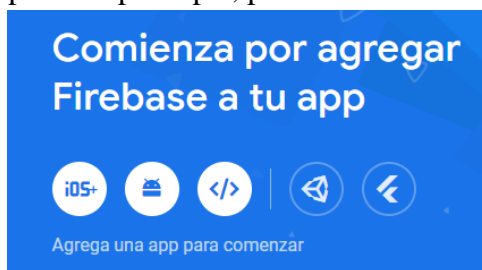 Comienza por agregar
Firebase a tu app
iOS+ </>
Agrega una app para comenzar